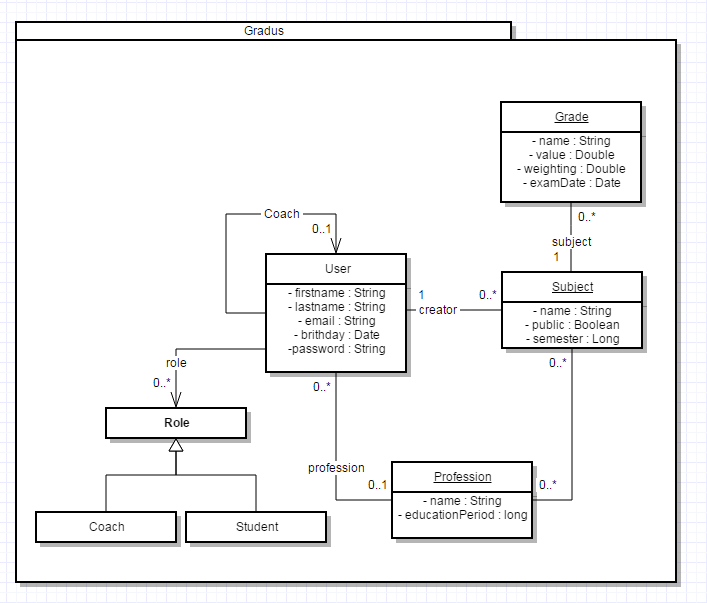 Gradus
Grade
- name : String
- value : Double
- weighting : Double
- examDate : Date
0..*
subject
1
Coach
0..1
User
- firstname : String
- lastname : String
- email : String
- brithday : Date
-password : String
1
creator
0..*
Subject
- name : String
- public : Boolean
- semester : Long
role
0..*
Role
Coach
Student
0..*
profession
0..1
Profession
- name : String
- educationPeriod : long
0..*
0..*